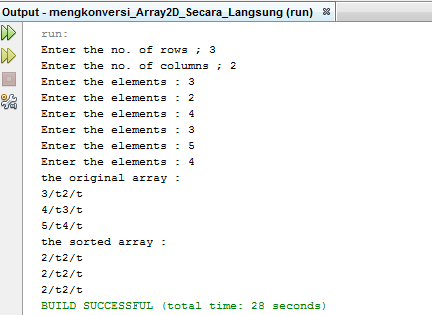 Output - mengkonversi_Array2D_Secara_Langsung (run)
run:
Enter the no. of rows ; 3
Enter the no. of columns ; 2
Enter the elements : 3
Enter the elements : 2
Enter the elements : 4
Enter the elements : 3
Enter the elements : 5
Enter the elements : 4
the original array :
3/t2/t
4/t3/t
5/t4/t
the sorted array :
2/t2/t
2/t2/t
2/t2/t
BUILD SUCCESSFUL (total time: 28 seconds)